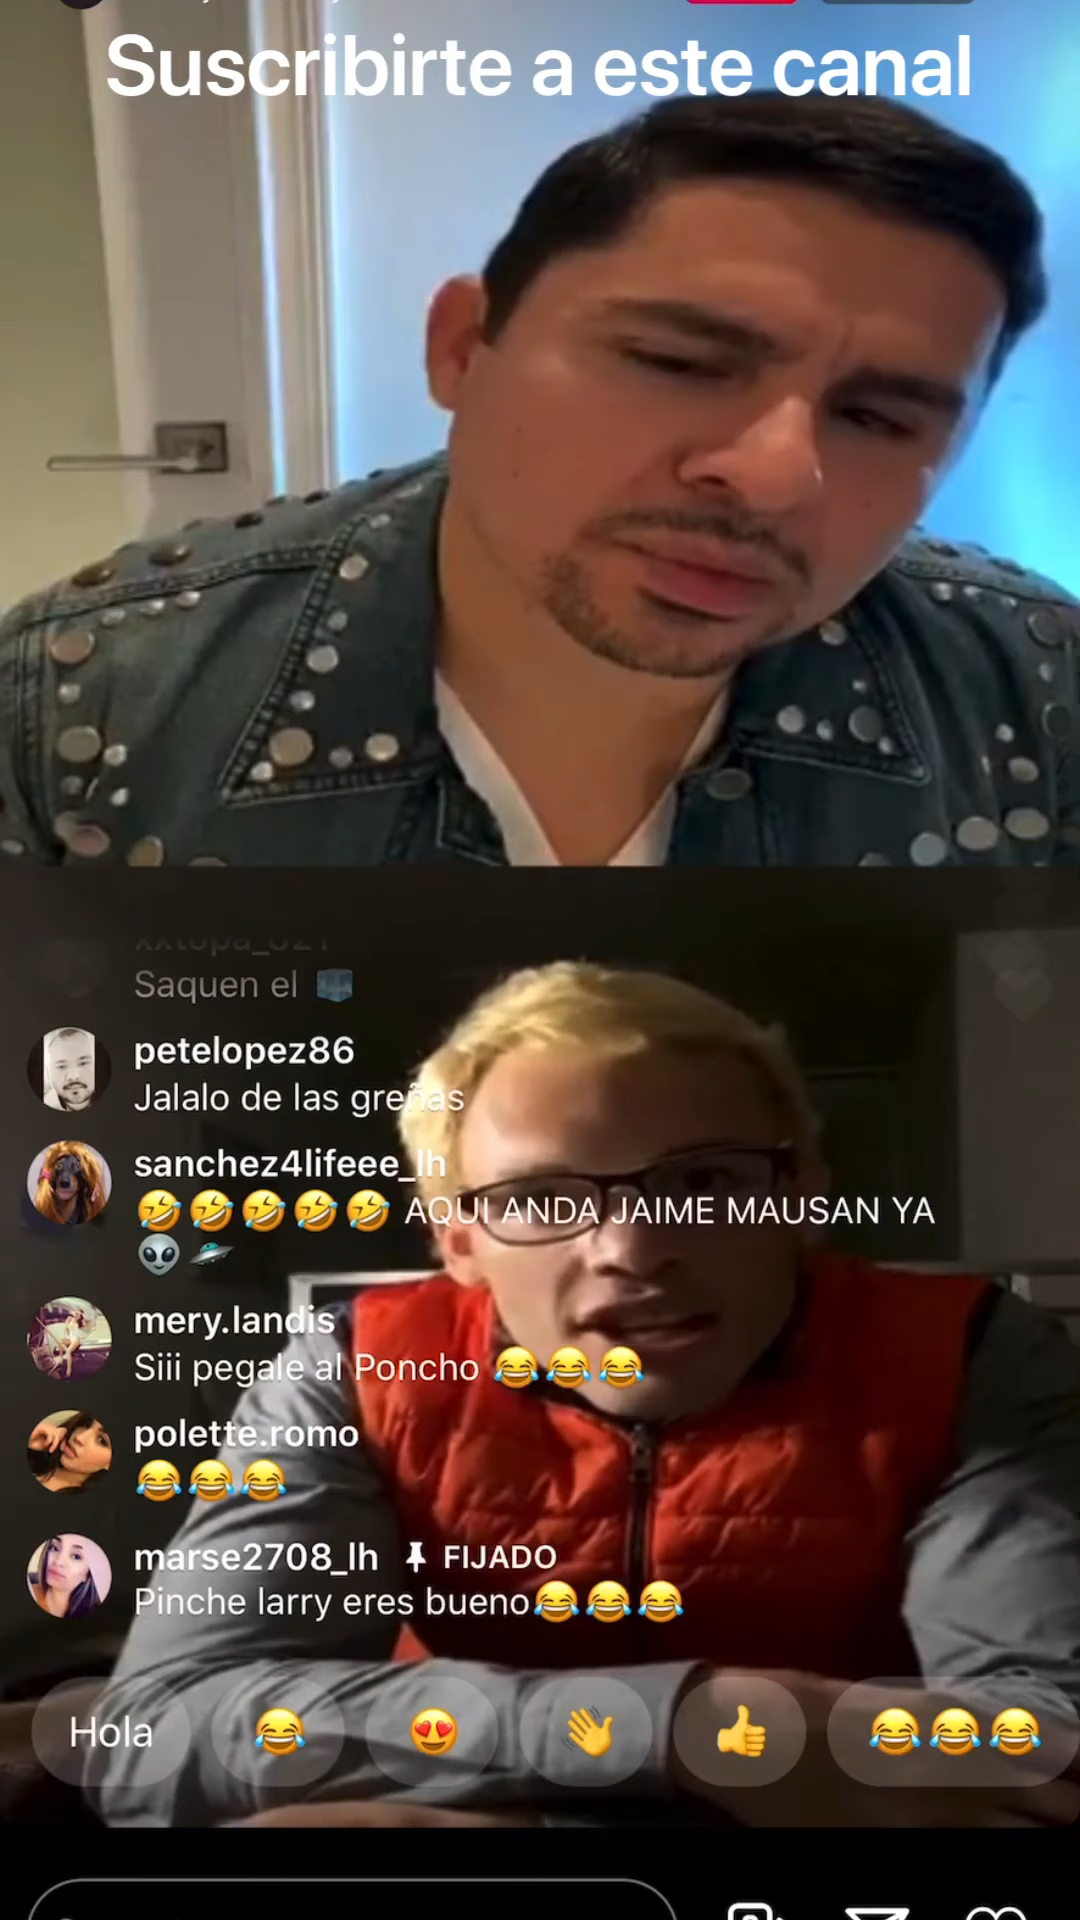 Suscribirte a este canal
xxtupa_821
Saquen el 🧊
petelopez86
Jalalo de las greñas
sanchez4lifeee_lh
🤣🤣🤣🤣🤣 AQUI ANDA JAIME MAUSAN YA
👽🛸
mery.landis
Siii pegale al Poncho 😂😂😂
polette.romo
😂😂😂
marse2708_lh 📌 FIJADO
Pinche larry eres bueno😂😂😂
Hola 😂 😍 👋 👍 😂😂😂